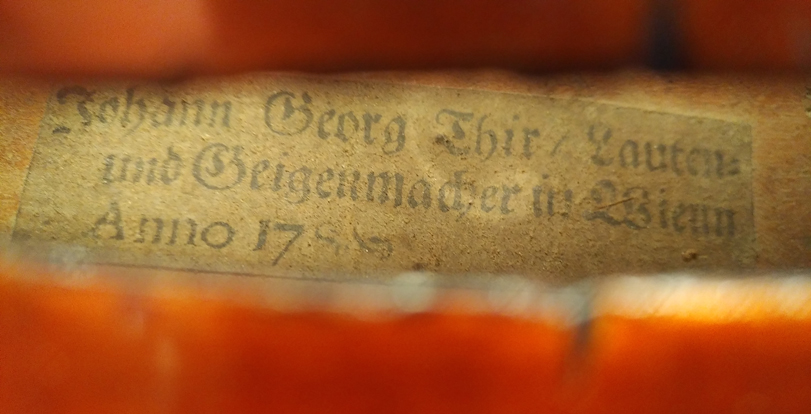 Johann Georg Thir / Lauten=
und Geigenmacher in Wienn
Anno 17